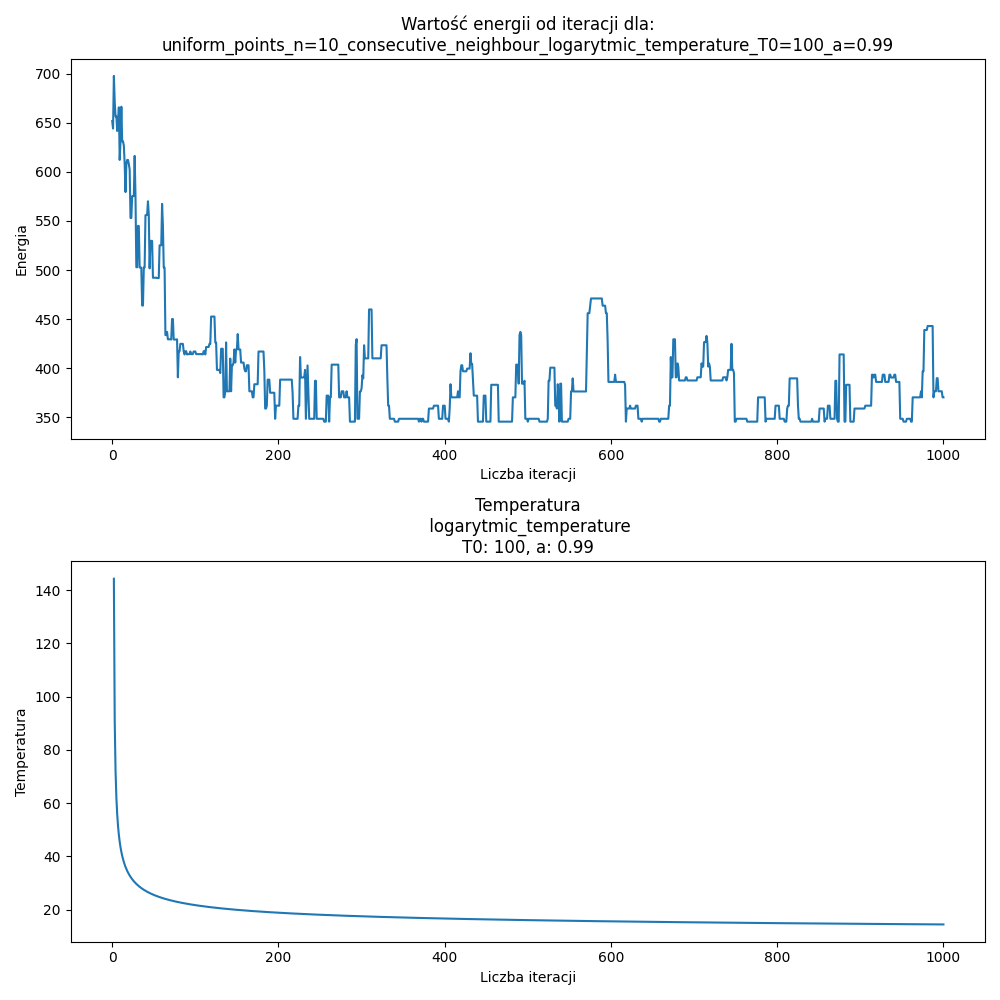 Wartość energii od iteracji dla:
uniform_points_n=10_consecutive_neighbour_logarytmic_temperature_T0=100_a=0.99
700
650
600
550
500
450
400
350
Energia
0 200 400 600 800 1000
Liczba iteracji
Temperatura
logarytmic_temperature
T0: 100, a: 0.99
140
120
100
80
60
40
20
Temperatura
0 200 400 600 800 1000
Liczba iteracji